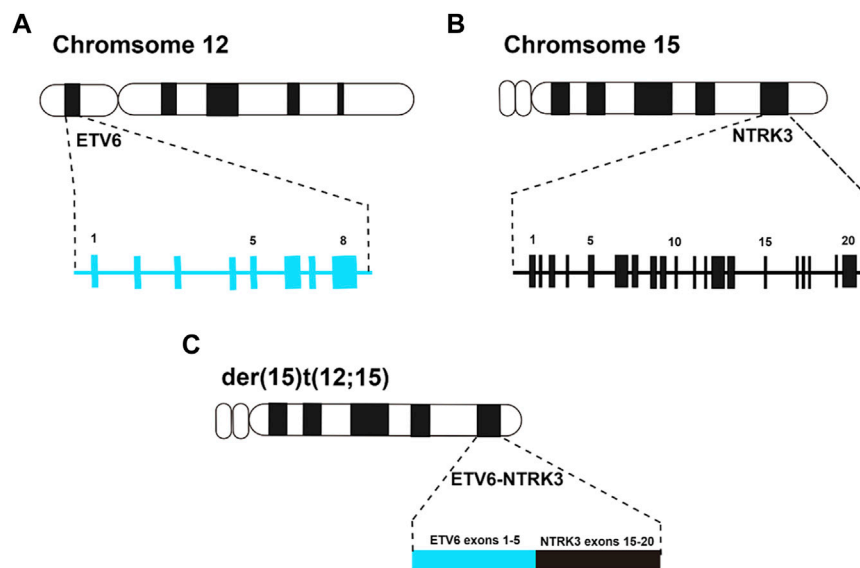 A
Chromsome 12
ETV6
1 5 8
B
Chromsome 15
NTRK3
1 5 10 15 20
C
der(15)t(12;15)
ETV6-NTRK3
ETV6 exons 1-5 NTRK3 exons 15-20